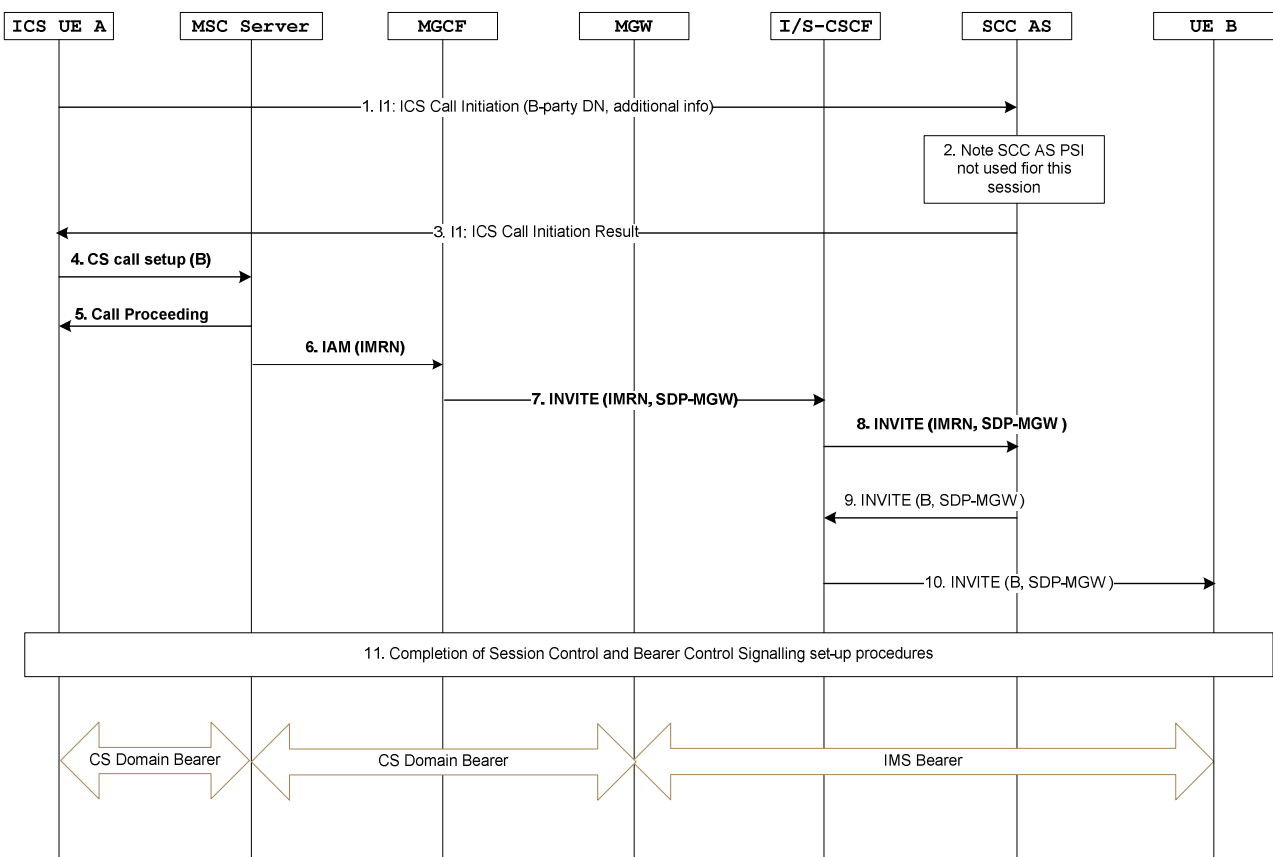 ICS UE A
MSC Server
MGCF
MGW
I/S-CSCF
SCC AS
UE B
1. I1: ICS Call Initiation (B-party DN, additional info)
2. Note SCC AS PSI
not used fior this
session
3. I1: ICS Call Initiation Result
4. CS call setup (B)
5. Call Proceeding
6. IAM (IMRN)
7. INVITE (IMRN, SDP-MGW)
8. INVITE (IMRN, SDP-MGW )
9. INVITE (B, SDP-MGW )
10. INVITE (B, SDP-MGW )
11. Completion of Session Control and Bearer Control Signalling set-up procedures
CS Domain Bearer
CS Domain Bearer
IMS Bearer